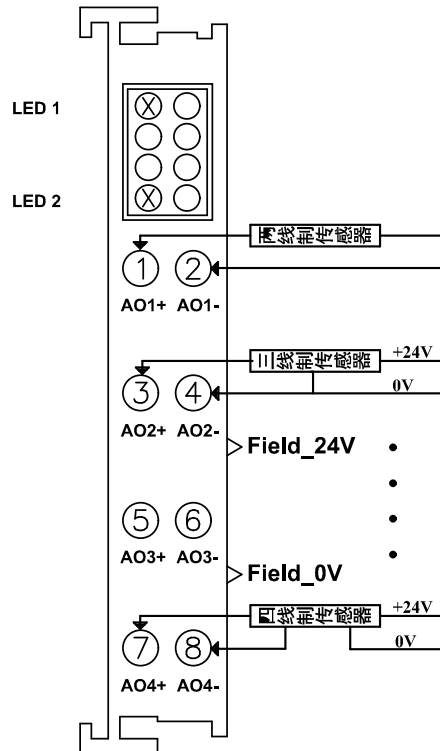 LED 1
LED 2
两线制传感器
1 2
AO1+ AO1-
三线制传感器 +24V
0V
3 4
AO2+ AO2-
Field_24V
5 6
AO3+ AO3-
Field_0V
四线制传感器 +24V
0V
7 8
AO4+ AO4-